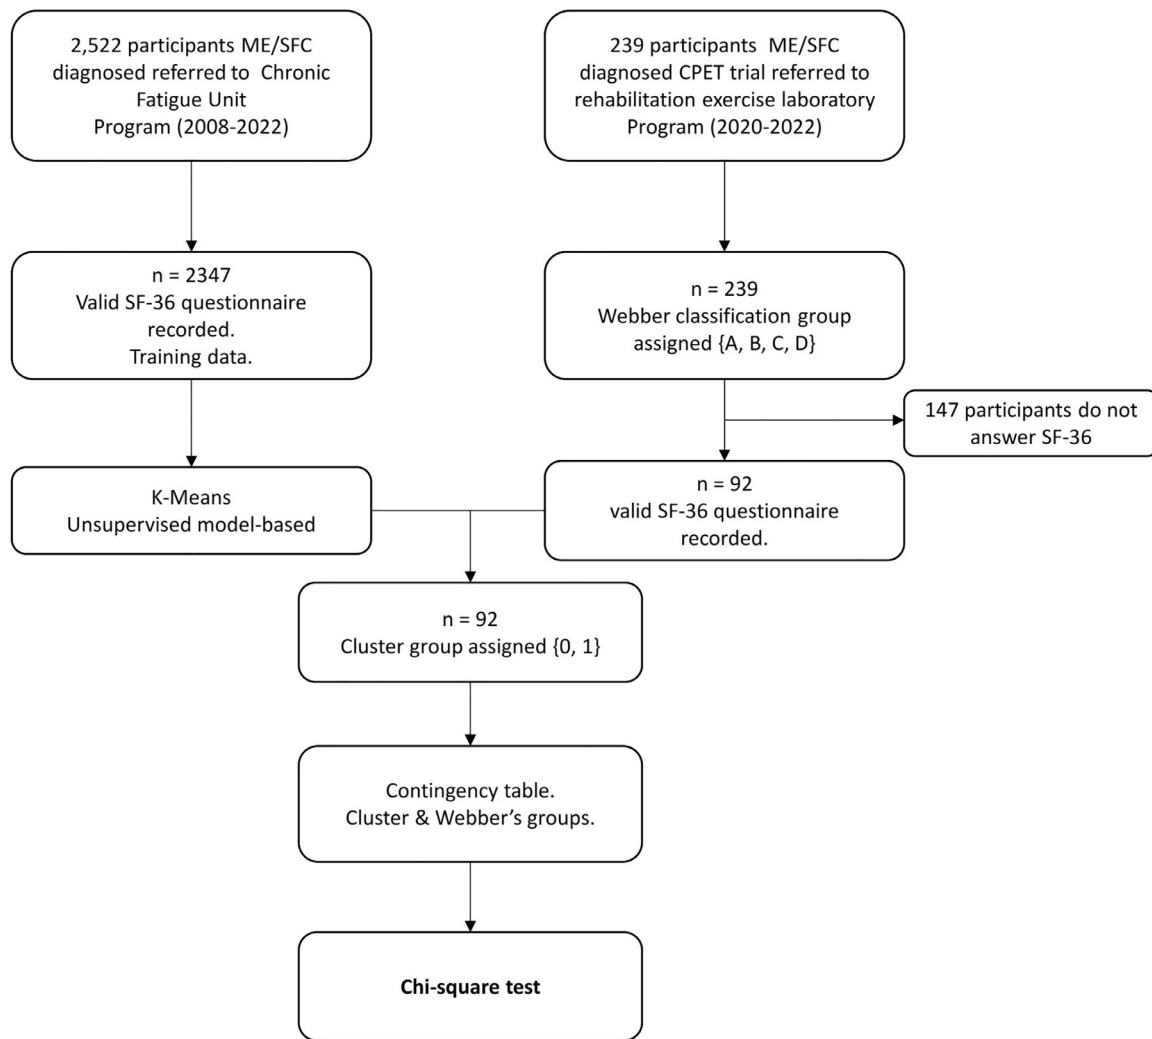 2,522 participants ME/SFC
diagnosed referred to Chronic
Fatigue Unit
Program (2008-2022)
239 participants ME/SFC
diagnosed CPET trial referred to
rehabilitation exercise laboratory
Program (2020-2022)
n = 2347
Valid SF-36 questionnaire
recorded.
Training data.
n = 239
Webber classification group
assigned {A, B, C, D}
147 participants do not
answer SF-36
K-Means
Unsupervised model-based
n = 92
valid SF-36 questionnaire
recorded.
n = 92
Cluster group assigned {0, 1}
Contingency table.
Cluster & Webber's groups.
Chi-square test